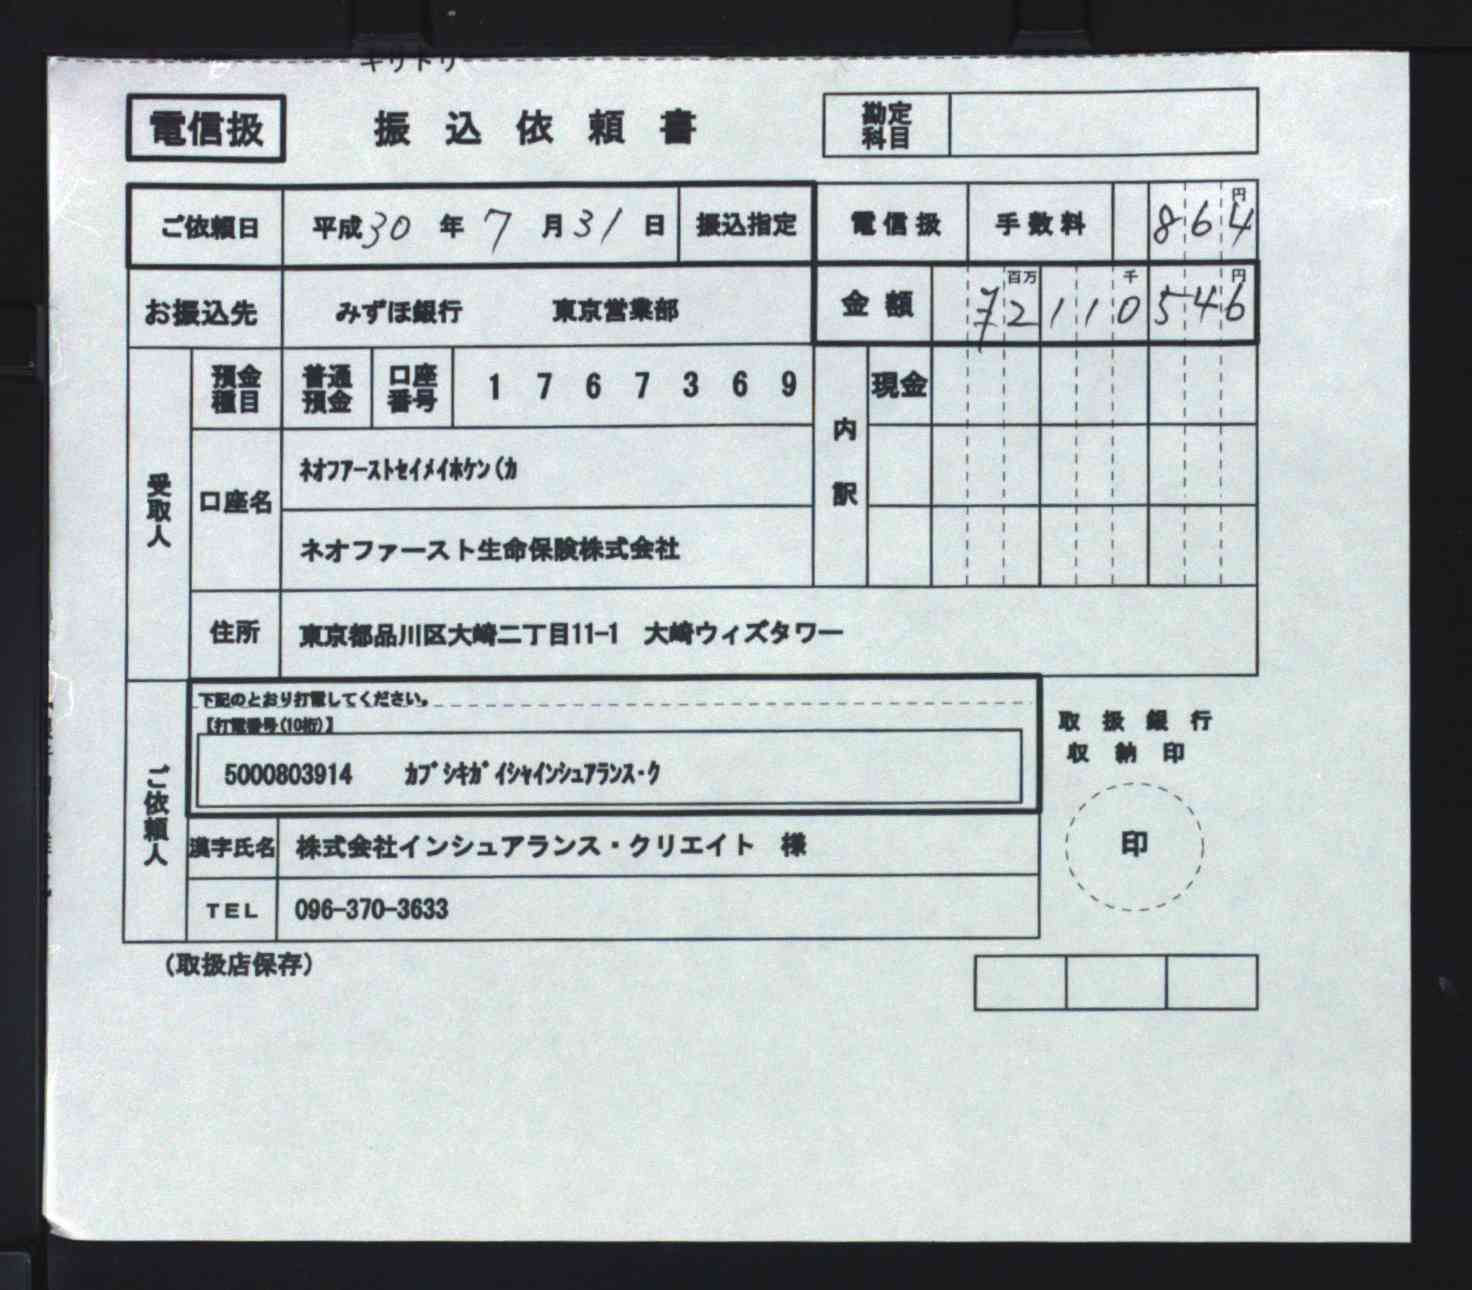 キリトリ
電信扱 振込依頼書 勘定科目
ご依頼日 平成30年7月31日 振込指定 電信扱 手数料 864円
お振込先 みずほ銀行 東京営業部 金額 百万 千 円 ¥2110546
受取人 預金種目 普通預金 口座番号 1767369 内訳 現金
口座名 ネオファーストセイメイホケン(カ
ネオファースト生命保険株式会社
住所 東京都品川区大崎二丁目11-1 大崎ウィズタワー
ご依頼人 下記のとおり打電してください。
【打電番号(10桁)】
5000803914 カブシキガイシャインシュアランス・ク
取扱銀行
収納印
印
漢字氏名 株式会社インシュアランス・クリエイト 様
TEL 096-370-3633
(取扱店保存)